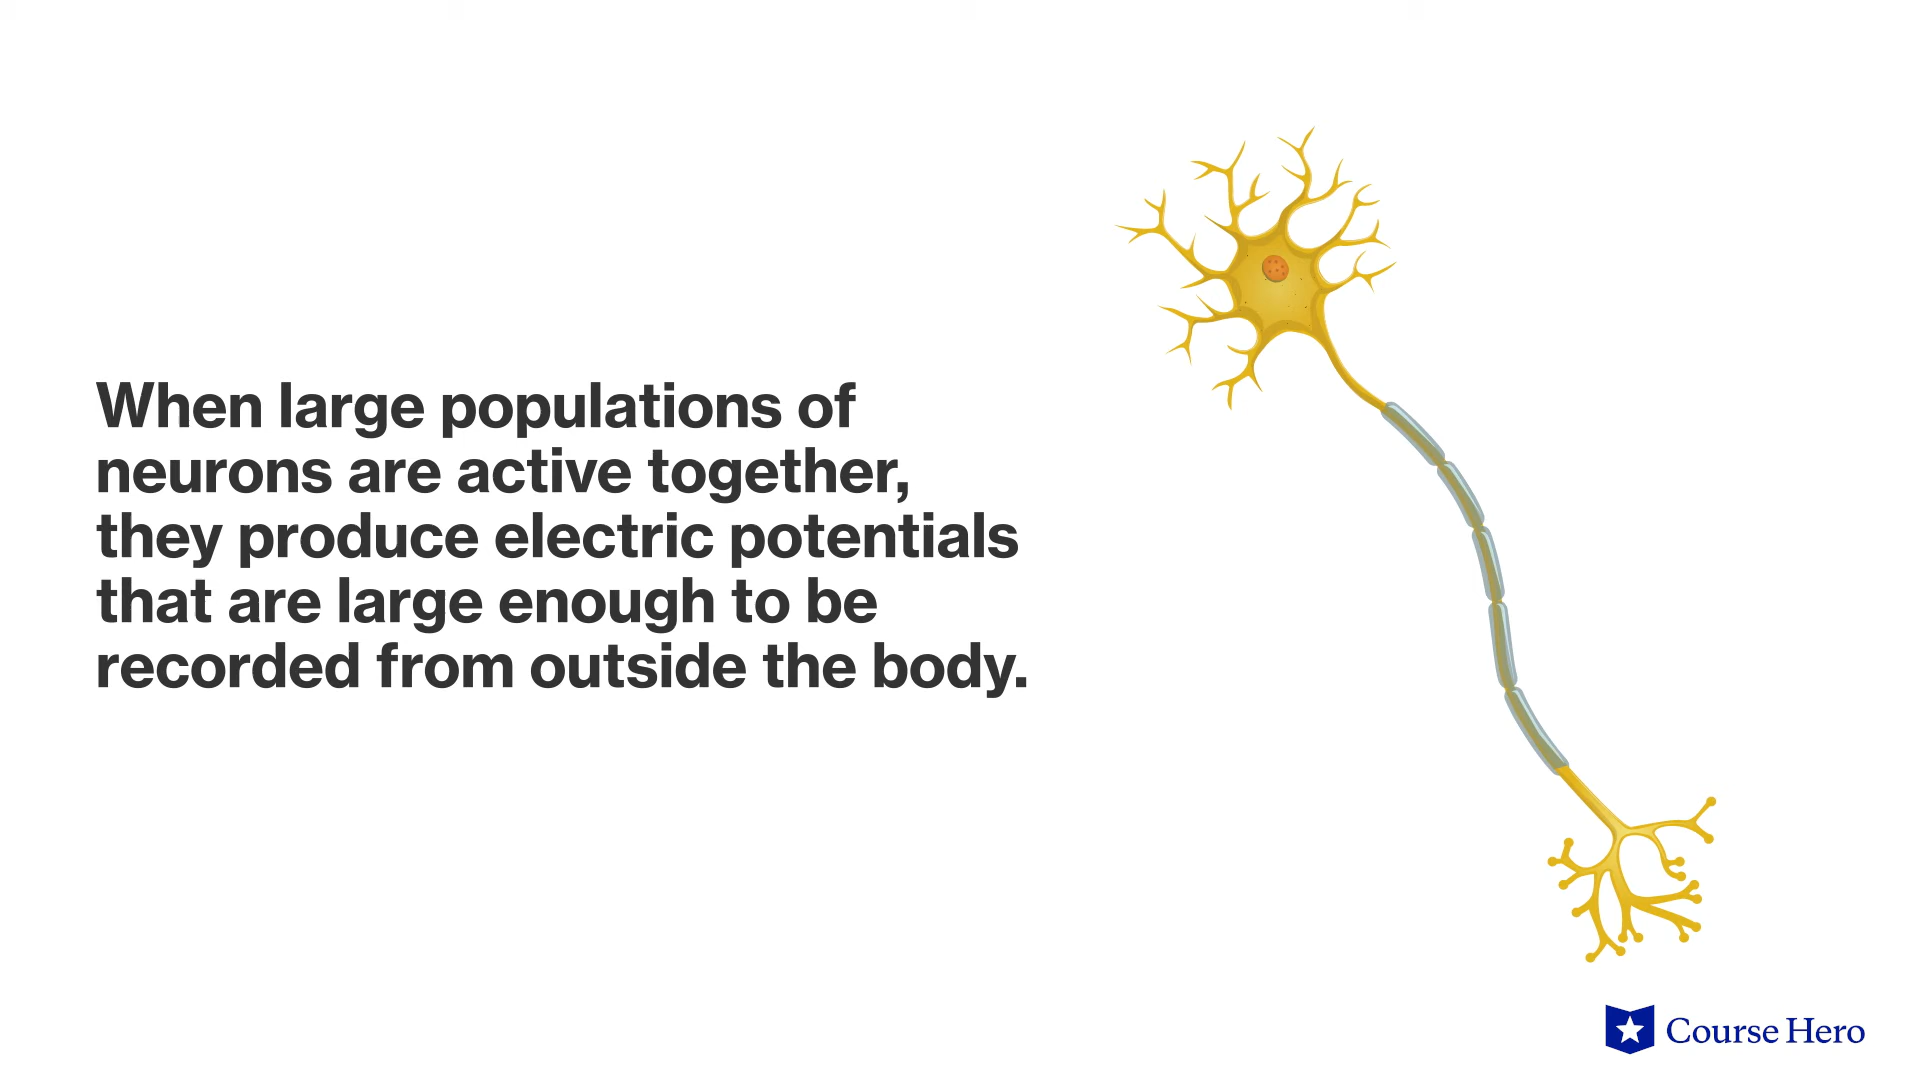 When large populations of
neurons are active together,
they produce electric potentials
that are large enough to be
recorded from outside the body.
Course Hero